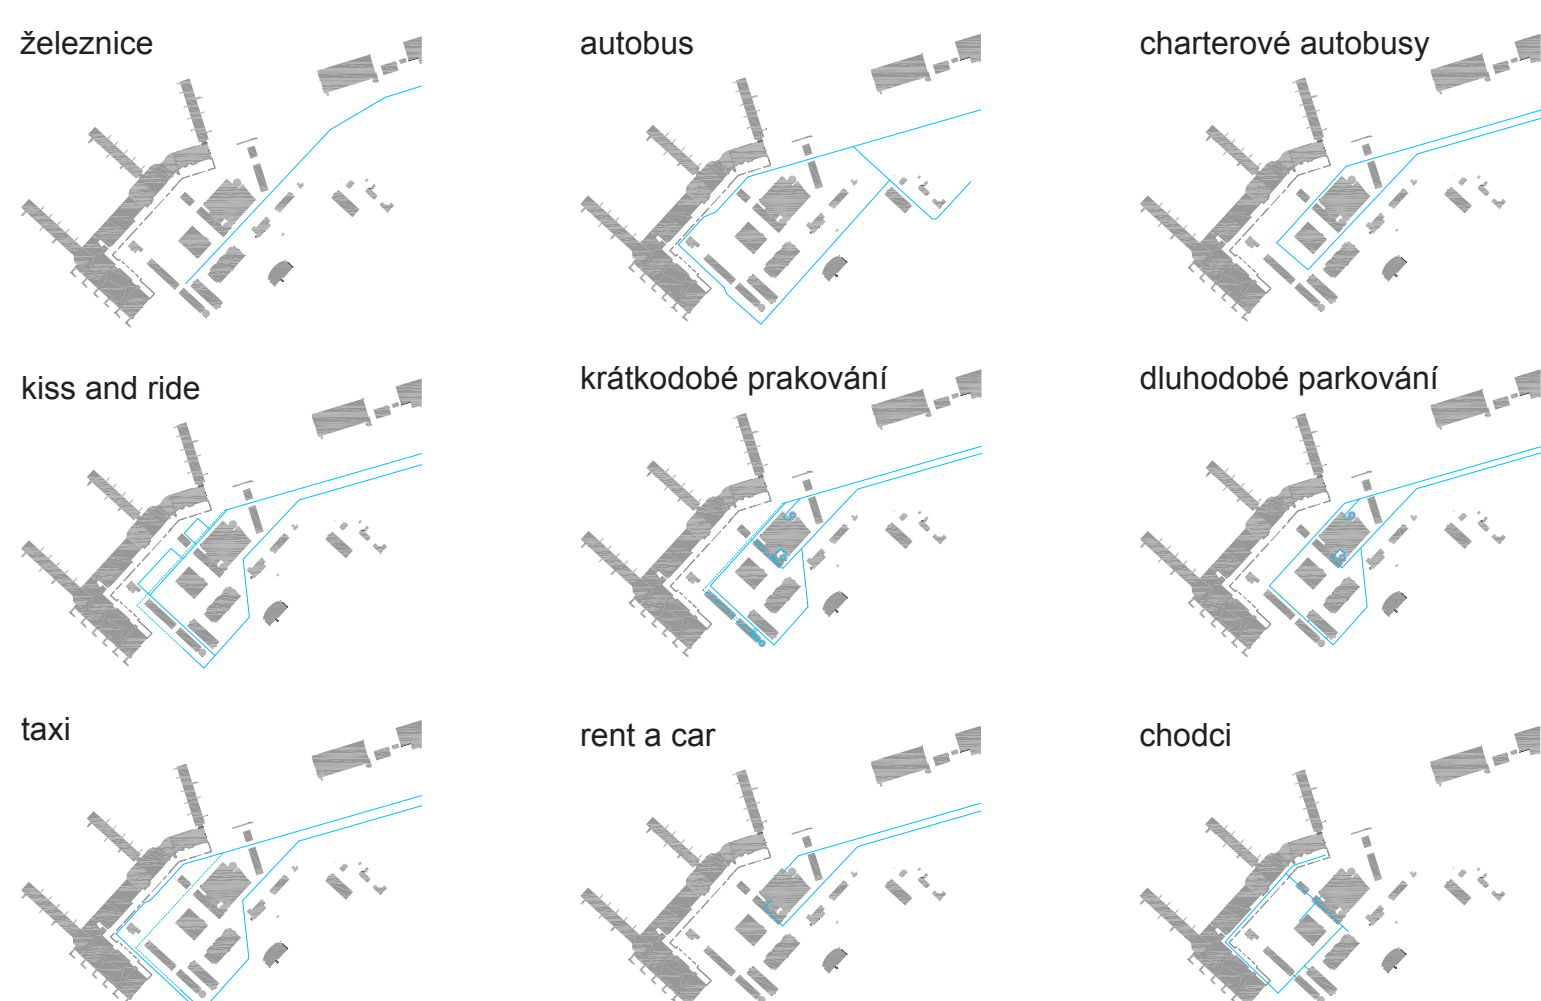 železnice
autobus
charterové autobusy
kiss and ride
krátkodobé prakování
dluhodobé parkování
taxi
rent a car
chodci